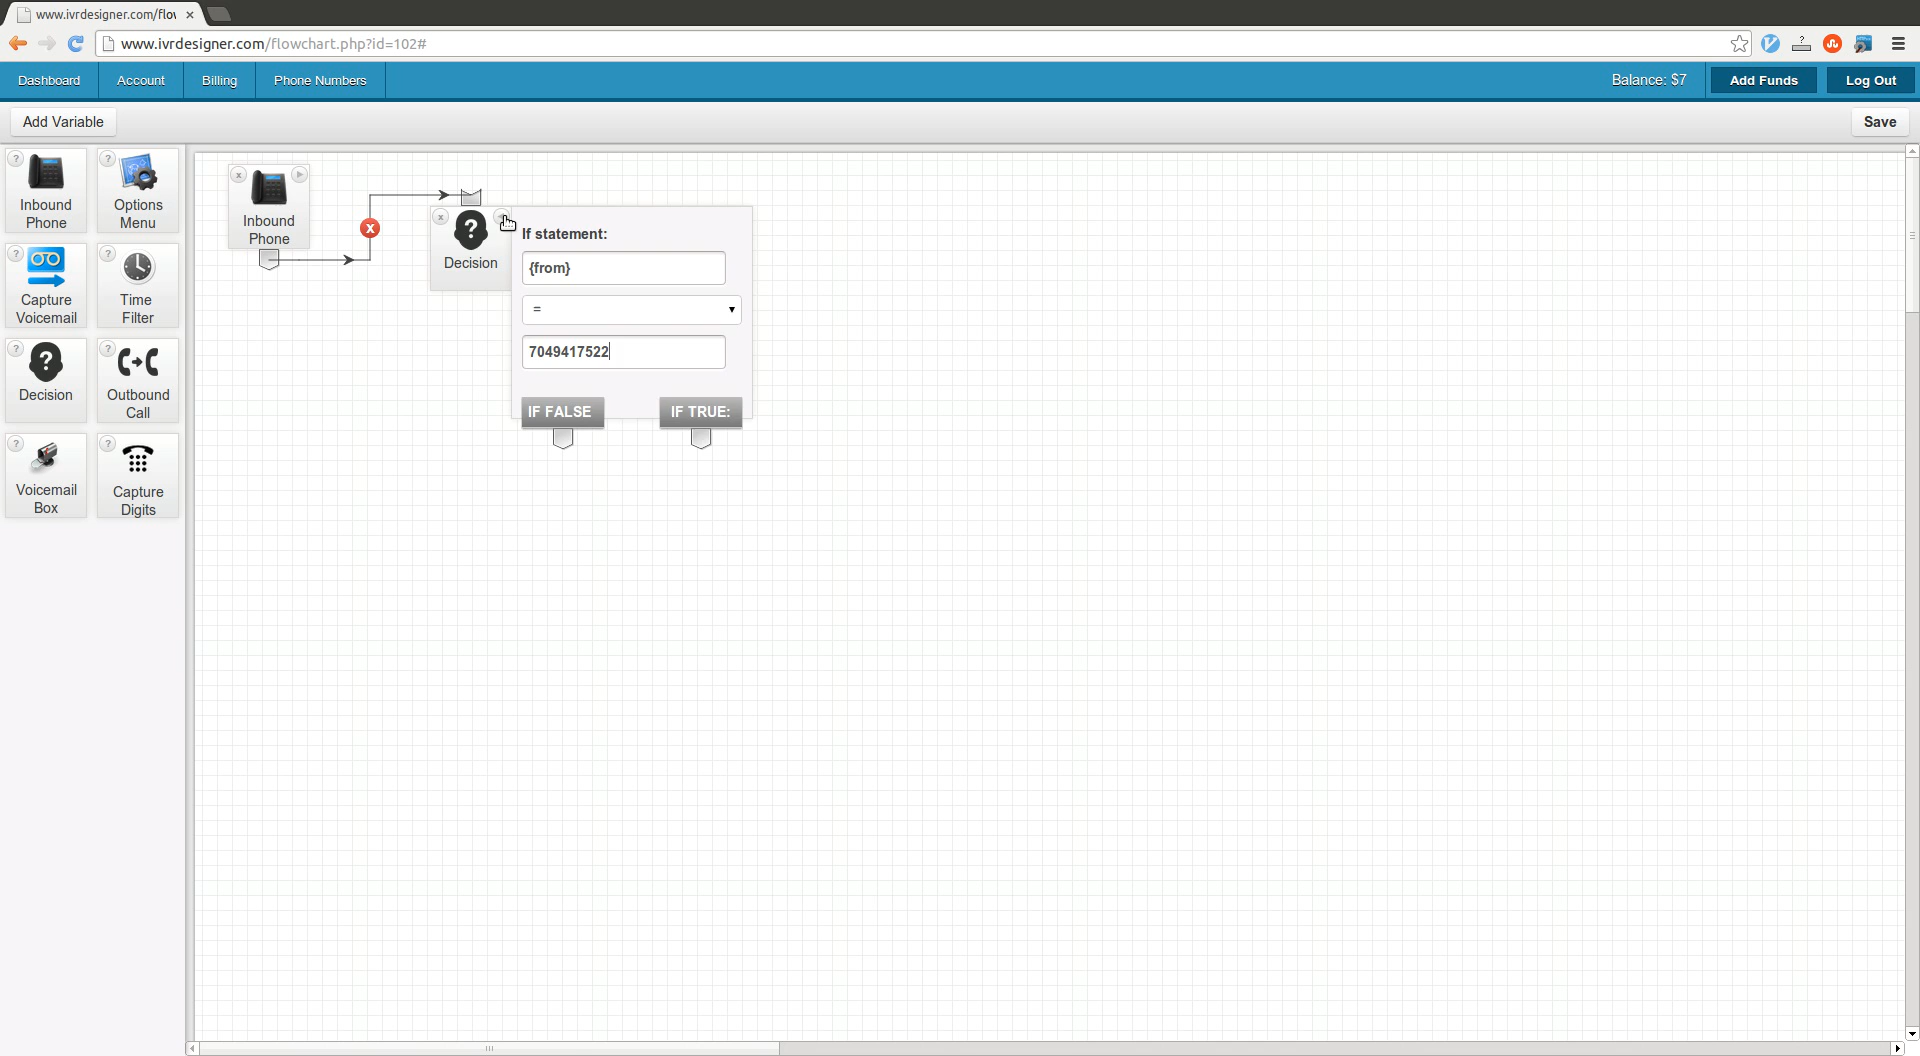 www.ivrdesigner.com/flow
www.ivrdesigner.com/flowchart.php?id=102#
Dashboard Account Billing Phone Numbers Balance: $7 Add Funds Log Out
Add Variable Save
Inbound
Phone
Options
Menu
Capture
Voicemail
Time
Filter
Decision
Outbound
Call
Voicemail
Box
Capture
Digits
Inbound
Phone
x
Decision
If statement:
{from}
=
7049417522
IF FALSE IF TRUE: